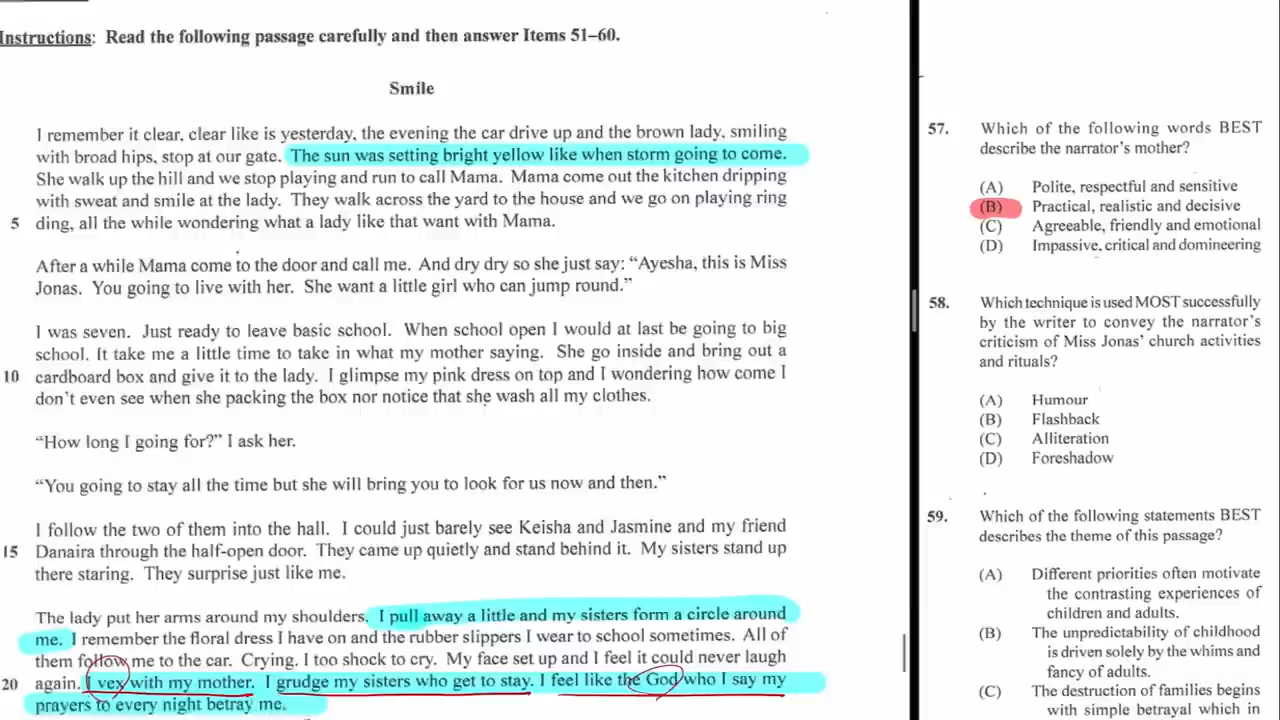 Instructions: Read the following passage carefully and then answer Items 51–60.
Smile
I remember it clear, clear like is yesterday, the evening the car drive up and the brown lady, smiling
with broad hips, stop at our gate. The sun was setting bright yellow like when storm going to come.
She walk up the hill and we stop playing and run to call Mama. Mama come out the kitchen dripping
with sweat and smile at the lady. They walk across the yard to the house and we go on playing ring
5 ding, all the while wondering what a lady like that want with Mama.
After a while Mama come to the door and call me. And dry dry so she just say: “Ayesha, this is Miss
Jonas. You going to live with her. She want a little girl who can jump round.”
I was seven. Just ready to leave basic school. When school open I would at last be going to big
school. It take me a little time to take in what my mother saying. She go inside and bring out a
10 cardboard box and give it to the lady. I glimpse my pink dress on top and I wondering how come I
don’t even see when she packing the box nor notice that she wash all my clothes.
“How long I going for?” I ask her.
“You going to stay all the time but she will bring you to look for us now and then.”
I follow the two of them into the hall. I could just barely see Keisha and Jasmine and my friend
15 Danaira through the half-open door. They came up quietly and stand behind it. My sisters stand up
there staring. They surprise just like me.
The lady put her arms around my shoulders. I pull away a little and my sisters form a circle around
me. I remember the floral dress I have on and the rubber slippers I wear to school sometimes. All of
them follow me to the car. Crying. I too shock to cry. My face set up and I feel it could never laugh
20 again. I vex with my mother. I grudge my sisters who get to stay. I feel like the God who I say my
prayers to every night betray me.
57. Which of the following words BEST
describe the narrator’s mother?
(A) Polite, respectful and sensitive
(B) Practical, realistic and decisive
(C) Agreeable, friendly and emotional
(D) Impassive, critical and domineering
58. Which technique is used MOST successfully
by the writer to convey the narrator’s
criticism of Miss Jonas’ church activities
and rituals?
(A) Humour
(B) Flashback
(C) Alliteration
(D) Foreshadow
59. Which of the following statements BEST
describes the theme of this passage?
(A) Different priorities often motivate
the contrasting experiences of
children and adults.
(B) The unpredictability of childhood
is driven solely by the whims and
fancy of adults.
(C) The destruction of families begins
with simple betrayal which in